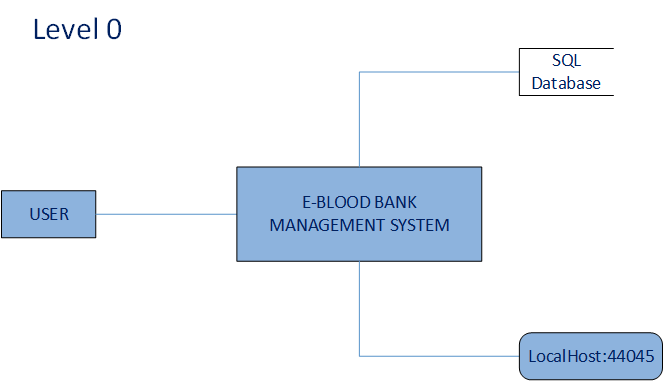 Level 0
SQL
Database
E-BLOOD BANK
MANAGEMENT SYSTEM
USER
LocalHost:44045